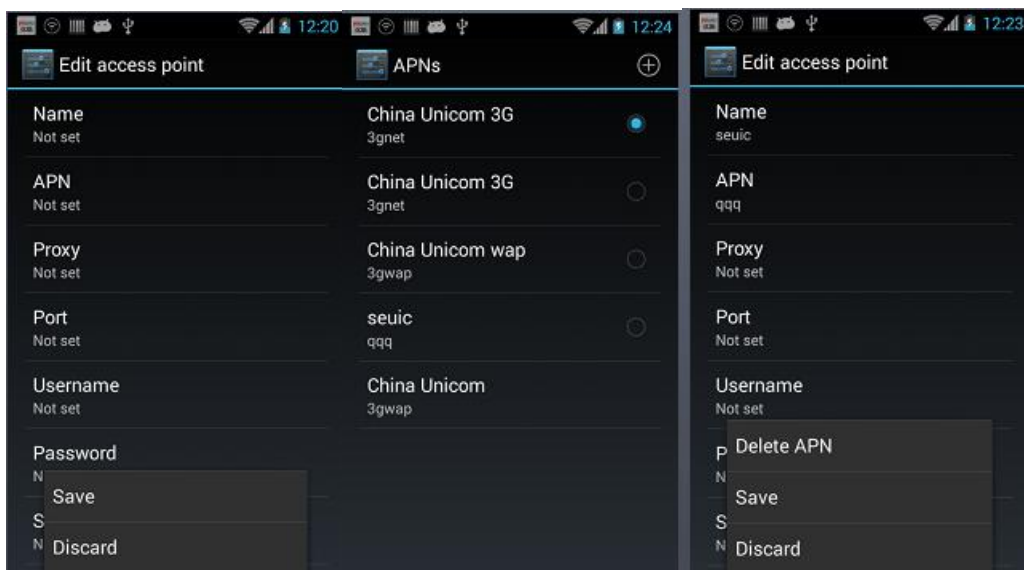 12:20
Edit access point
Name
Not set
APN
Not set
Proxy
Not set
Port
Not set
Username
Not set
Password
N
Save
S
N
Discard
12:24
APNs
China Unicom 3G
3gnet
China Unicom 3G
3gnet
China Unicom wap
3gwap
seuic
qqq
China Unicom
3gwap
12:23
Edit access point
Name
seuic
APN
qqq
Proxy
Not set
Port
Not set
Username
Not set
P
Delete APN
N
Save
S
N
Discard